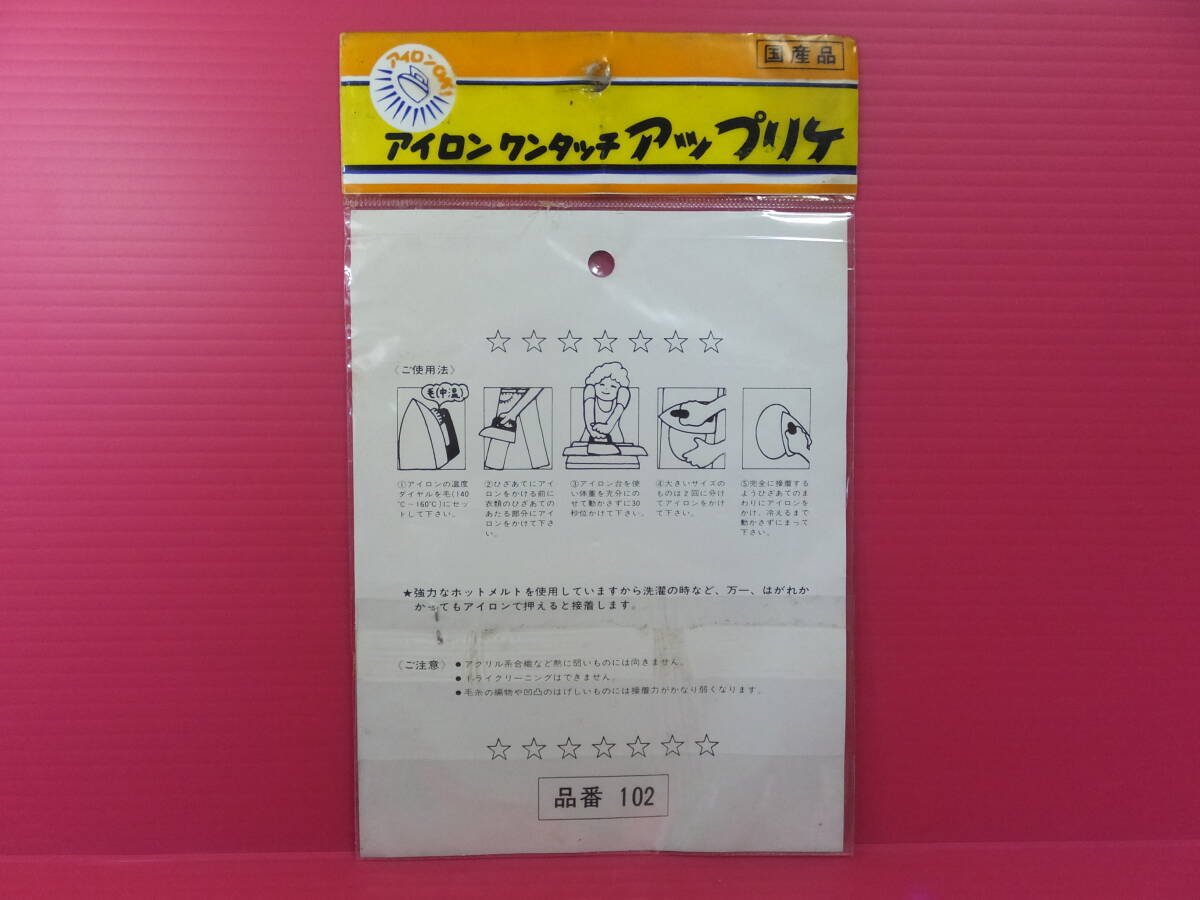 アイロンOK!
国産品
アイロン ワンタッチ アップリケ
☆☆☆☆☆☆☆
〈ご使用法〉
毛(中温)
①アイロンの温度
ダイヤルを毛(140
℃~160℃)にセッ
トして下さい。
②ひざあてにアイ
ロンをかける前に
衣類のひざあての
あたる部分にアイ
ロンをかけて下さ
い。
③アイロン台を使
い体重を充分にの
せて動かさずに30
秒位かけて下さい。
④大きいサイズの
ものは2回に分け
てアイロンをかけ
て下さい。
⑤完全に接着する
ようひざあてのま
わりにアイロンを
かけ、冷えるまで
動かさずにまって
下さい。
★強力なホットメルトを使用していますから洗濯の時など、万一、はがれか
かってもアイロンで押えると接着します。
〈ご注意〉 ●アクリル系合繊など熱に弱いものには向きません。
●ドライクリーニングはできません。
●毛糸の編物や凹凸のはげしいものには接着力がかなり弱くなります。
☆☆☆☆☆☆☆
品番 102